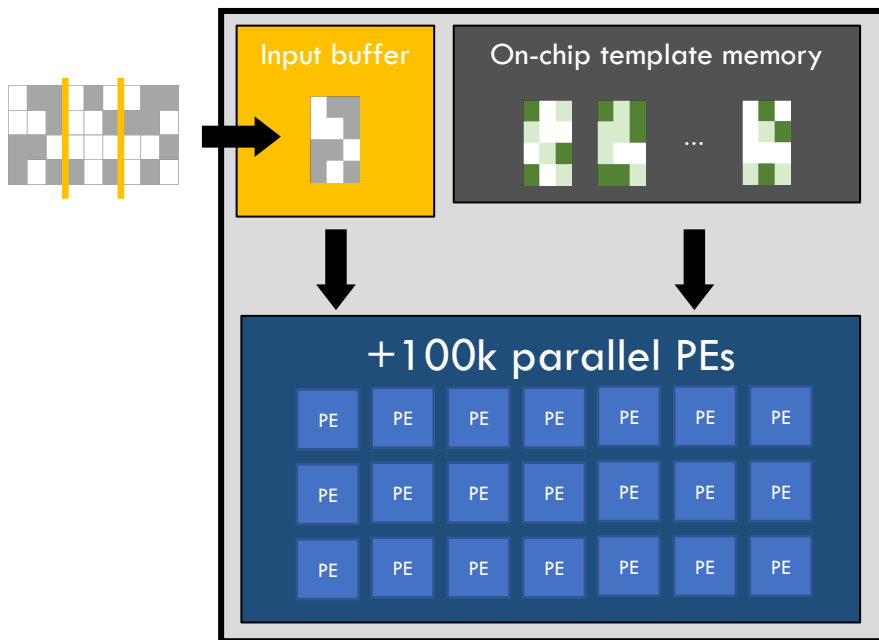 Input buffer
On-chip template memory
...
+100k parallel PEs
PE PE PE PE PE PE PE
PE PE PE PE PE PE PE
PE PE PE PE PE PE PE